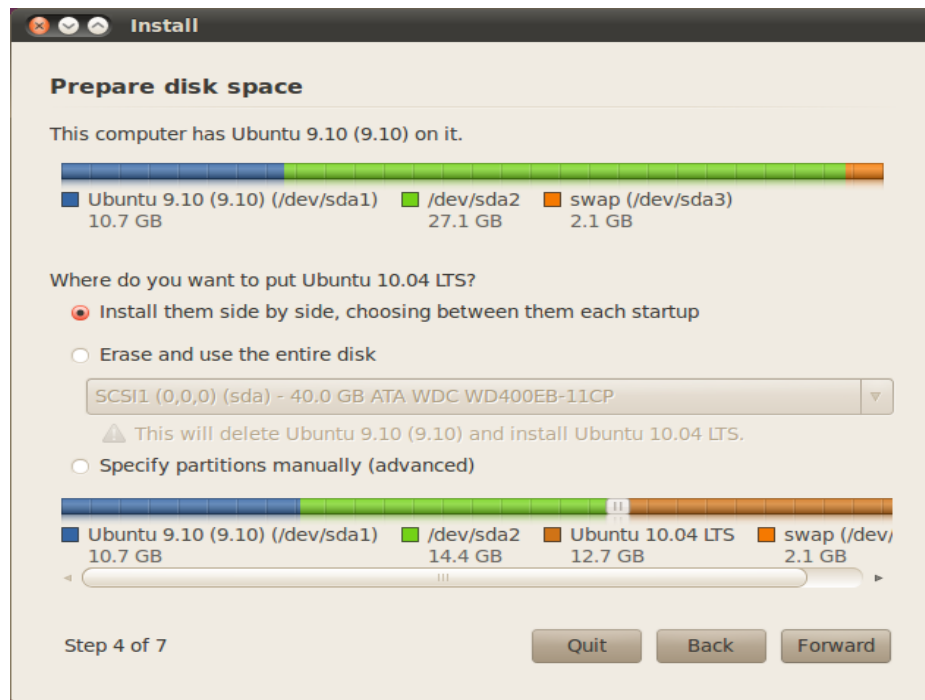 Install
Prepare disk space
This computer has Ubuntu 9.10 (9.10) on it.
Ubuntu 9.10 (9.10) (/dev/sda1) /dev/sda2 swap (/dev/sda3)
10.7 GB 27.1 GB 2.1 GB
Where do you want to put Ubuntu 10.04 LTS?
Install them side by side, choosing between them each startup
Erase and use the entire disk
SCSI1 (0,0,0) (sda) - 40.0 GB ATA WDC WD400EB-11CP
This will delete Ubuntu 9.10 (9.10) and install Ubuntu 10.04 LTS.
Specify partitions manually (advanced)
Ubuntu 9.10 (9.10) (/dev/sda1) /dev/sda2 Ubuntu 10.04 LTS swap (/dev/
10.7 GB 14.4 GB 12.7 GB 2.1 GB
Step 4 of 7 Quit Back Forward